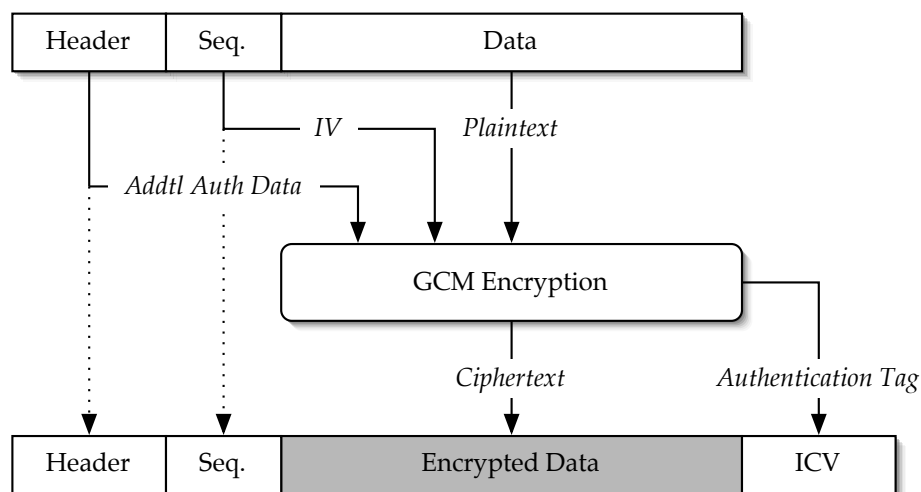 Header Seq. Data
IV Plaintext
Addtl Auth Data
GCM Encryption
Ciphertext Authentication Tag
Header Seq. Encrypted Data ICV